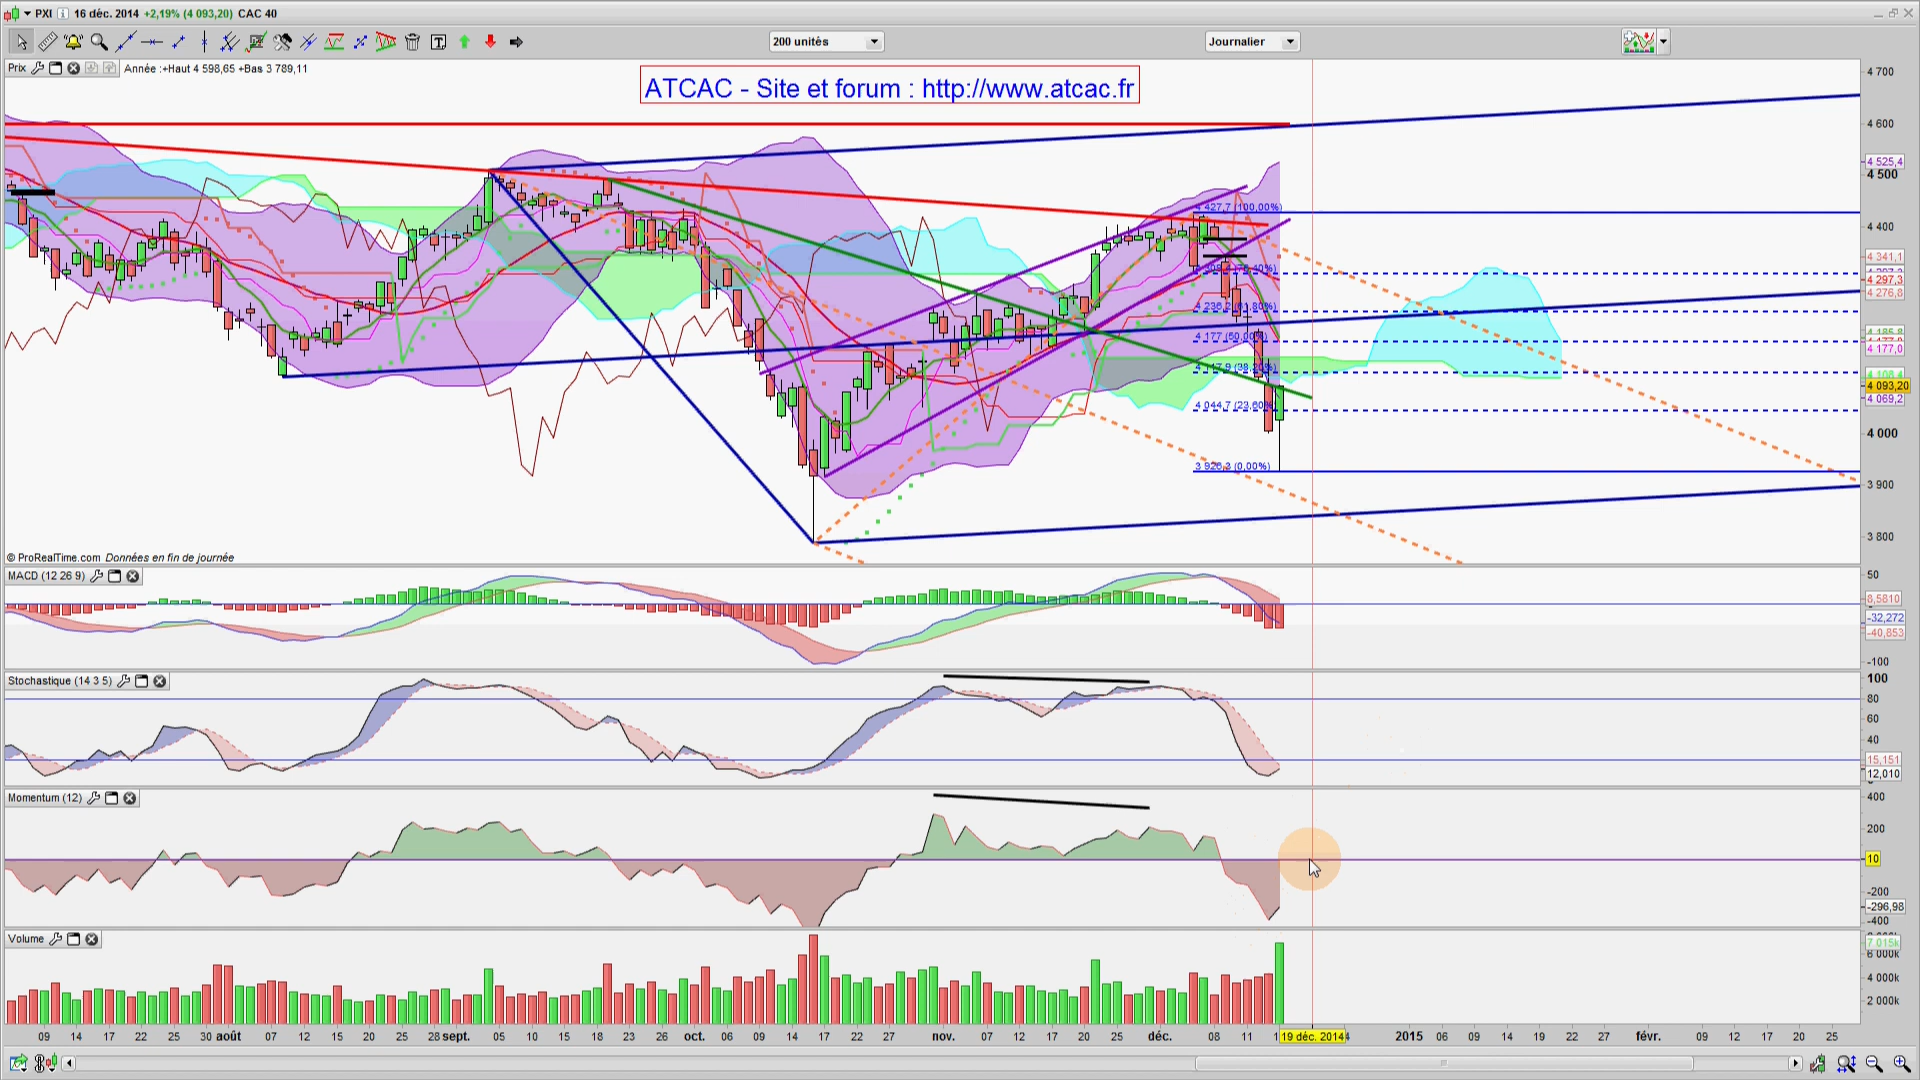 PXI 16 déc. 2014 +2,19% (4 093,20) CAC 40
200 unités
Journalier
Prix Année :+Haut 4 598,65 +Bas 3 789,11
ATCAC - Site et forum : http://www.atcac.fr
4 700
4 600
4 525,4
4 500
4 427,7 (100,00%)
4 400
4 341,1
4 297,3
4 276,8
4 236,2 (61,80%)
4 177 (50,00%)
4 177,0
4 093,20
4 069,2
4 044,7 (23,60%)
4 000
3 926,3 (0,00%)
3 900
3 800
© ProRealTime.com Données en fin de journée
MACD (12 26 9)
50
8,5810
-32,272
-40,853
-100
Stochastique (14 3 5)
100
80
60
40
15,151
12,010
Momentum (12)
400
200
10
-200
-296,98
-400
Volume
7 015k
6 000k
4 000k
2 000k
09 14 17 22 25 30 août 07 12 15 20 25 28 sept. 05 10 15 18 23 26 oct. 06 09 14 17 22 27 nov. 07 12 17 20 25 déc. 08 11 19 déc. 2014 2015 06 09 14 19 22 27 févr. 09 12 17 20 25